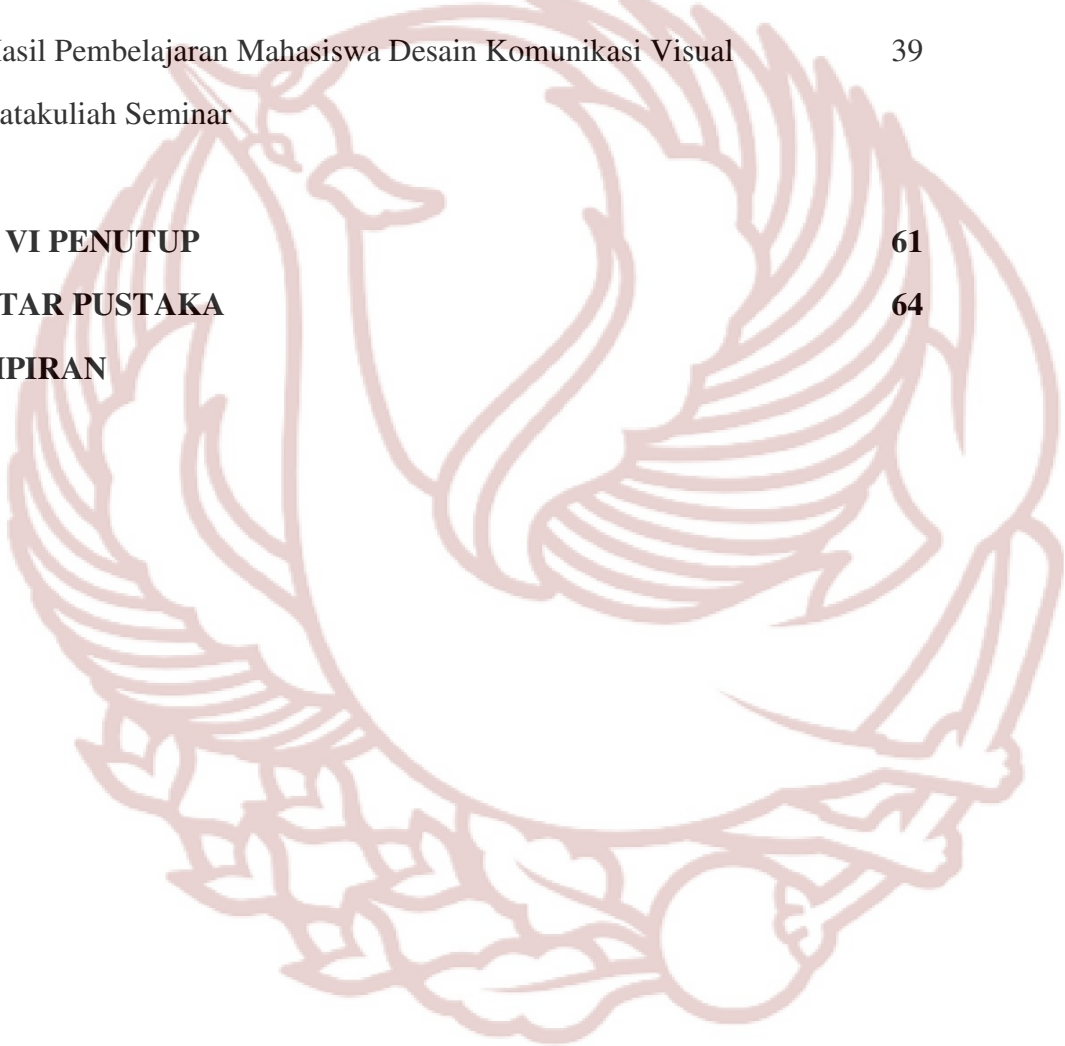 asil Pembelajaran Mahasiswa Desain Komunikasi Visual 39
atakuliah Seminar
VI PENUTUP 61
TAR PUSTAKA 64
IPIRAN